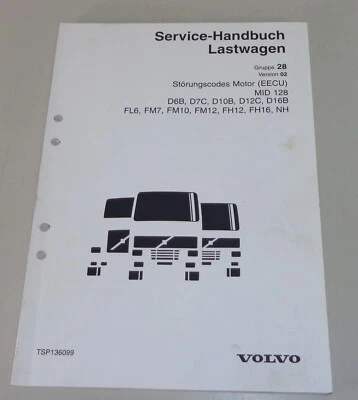 Service-Handbuch
Lastwagen
Gruppe 28
Version 02
Störungscodes Motor (EECU)
MID 128
D6B, D7C, D10B, D12C, D16B
FL6, FM7, FM10, FM12, FH12, FH16, NH
TSP136099
VOLVO